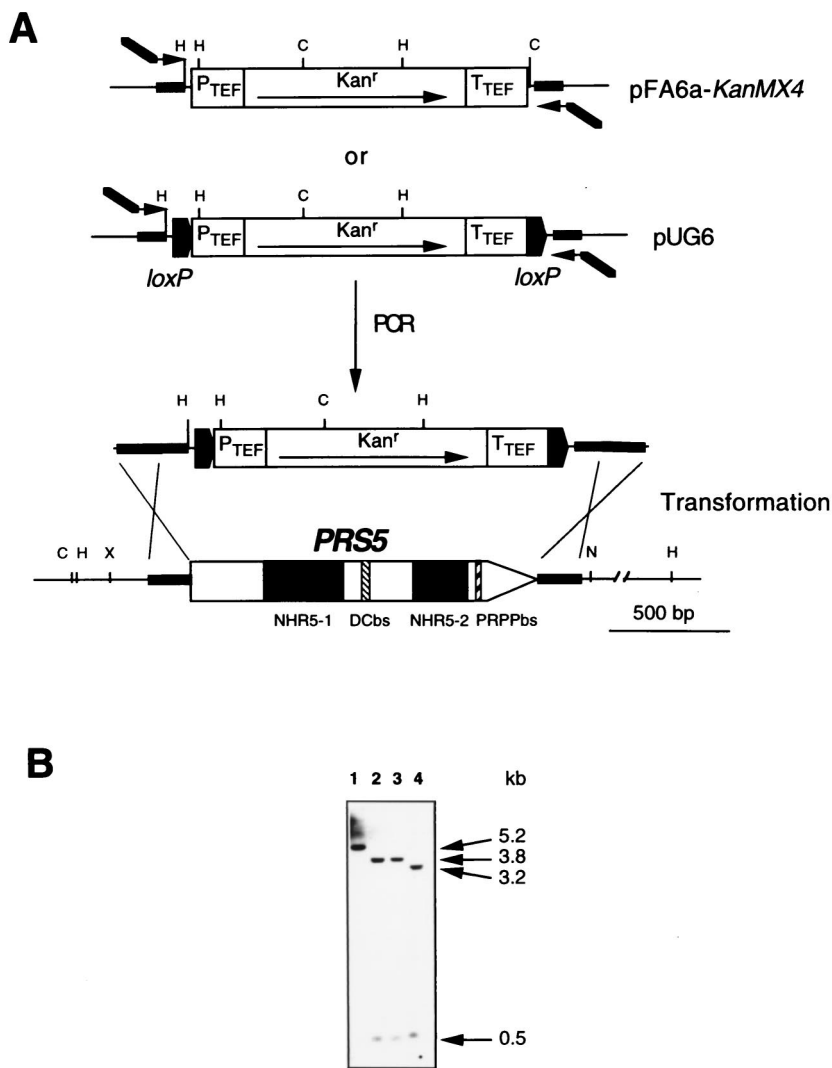 A
H H C H C
P_TEF Kan^r T_TEF
pFA6a-KanMX4
or
H H C H
P_TEF Kan^r T_TEF
pUG6
loxP loxP
PCR
H H C H
P_TEF Kan^r T_TEF
Transformation
PRS5
C H X N H
NHR5-1 DCbs NHR5-2 PRPPbs
500 bp
B
1 2 3 4 kb
5.2
3.8
3.2
0.5